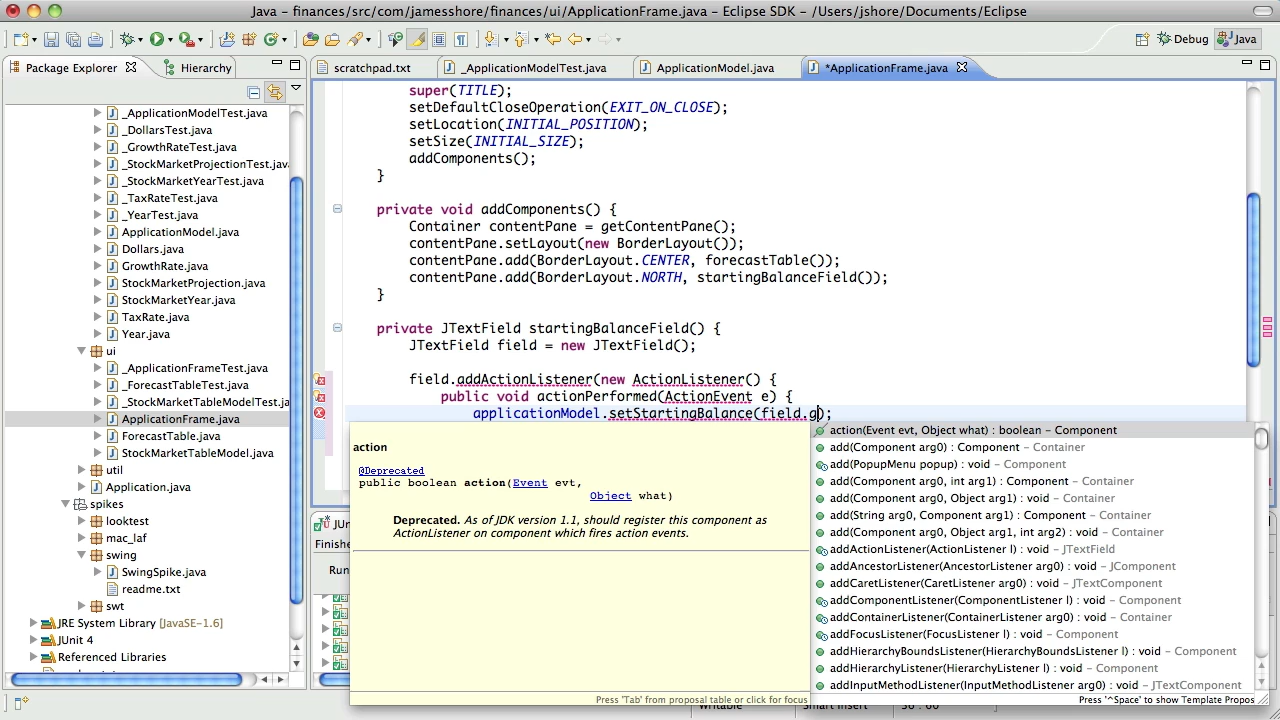 Java – finances/src/com/jamesshore/finances/ui/ApplicationFrame.java – Eclipse SDK – /Users/jshore/Documents/Eclipse
Debug
Java
Package Explorer
Hierarchy
scratchpad.txt
_ApplicationModelTest.java
ApplicationModel.java
*ApplicationFrame.java
_ApplicationModelTest.java
_DollarsTest.java
_GrowthRateTest.java
_StockMarketProjectionTest.java
_StockMarketYearTest.java
_TaxRateTest.java
_YearTest.java
ApplicationModel.java
Dollars.java
GrowthRate.java
StockMarketProjection.java
StockMarketYear.java
TaxRate.java
Year.java
ui
_ApplicationFrameTest.java
_ForecastTableTest.java
_StockMarketTableModelTest
ApplicationFrame.java
ForecastTable.java
StockMarketTableModel.java
util
Application.java
spikes
looktest
mac_laf
swing
SwingSpike.java
readme.txt
swt
JRE System Library [JavaSE-1.6]
JUnit 4
Referenced Libraries
super(TITLE);
setDefaultCloseOperation(EXIT_ON_CLOSE);
setLocation(INITIAL_POSITION);
setSize(INITIAL_SIZE);
addComponents();
}
private void addComponents() {
Container contentPane = getContentPane();
contentPane.setLayout(new BorderLayout());
contentPane.add(BorderLayout.CENTER, forecastTable());
contentPane.add(BorderLayout.NORTH, startingBalanceField());
}
private JTextField startingBalanceField() {
JTextField field = new JTextField();
field.addActionListener(new ActionListener() {
public void actionPerformed(ActionEvent e) {
applicationModel.setStartingBalance(field.g);
action
@Deprecated
public boolean action(Event evt,
Object what)
Deprecated. As of JDK version 1.1, should register this component as
ActionListener on component which fires action events.
Press 'Tab' from proposal table or click for focus
action(Event evt, Object what) : boolean – Component
add(Component arg0) : Component – Container
add(PopupMenu popup) : void – Component
add(Component arg0, int arg1) : Component – Container
add(Component arg0, Object arg1) : void – Container
add(String arg0, Component arg1) : Component – Container
add(Component arg0, Object arg1, int arg2) : void – Container
addActionListener(ActionListener l) : void – JTextField
addAncestorListener(AncestorListener arg0) : void – JComponent
addCaretListener(CaretListener arg0) : void – JTextComponent
addComponentListener(ComponentListener l) : void – Component
addContainerListener(ContainerListener arg0) : void – Container
addFocusListener(FocusListener l) : void – Component
addHierarchyBoundsListener(HierarchyBoundsListener l) : void – Component
addHierarchyListener(HierarchyListener l) : void – Component
addInputMethodListener(InputMethodListener arg0) : void – JTextComponent
Press '^Space' to show Template Propos
Finishe
Run
Writable
Smart Insert